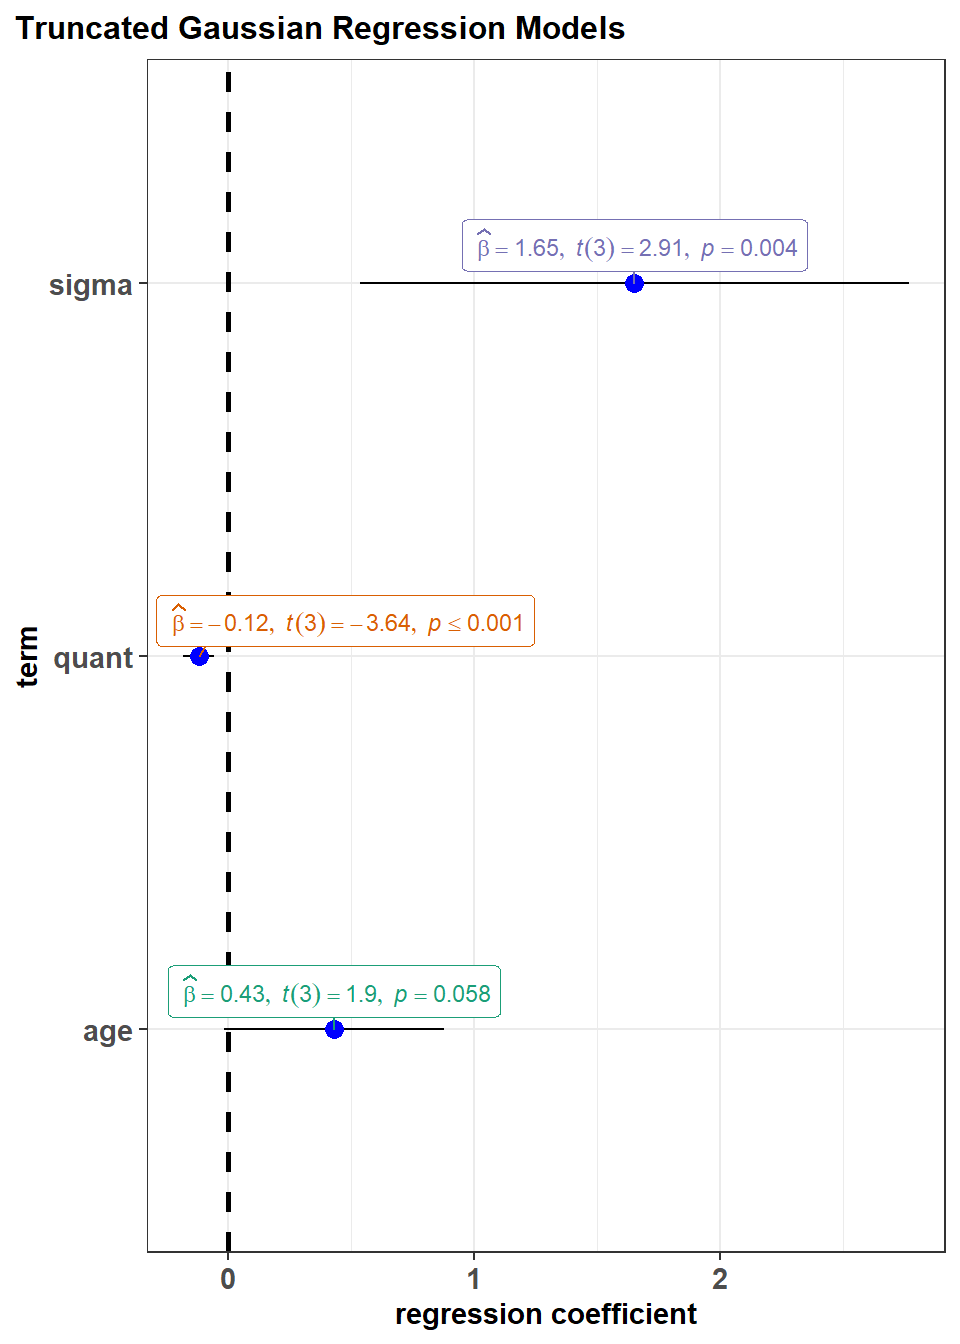 Truncated Gaussian Regression Models
β̂ = 1.65, t(3) = 2.91, p = 0.004
sigma
β̂ = −0.12, t(3) = −3.64, p ≤ 0.001
term
quant
β̂ = 0.43, t(3) = 1.9, p = 0.058
age
0 1 2
regression coefficient